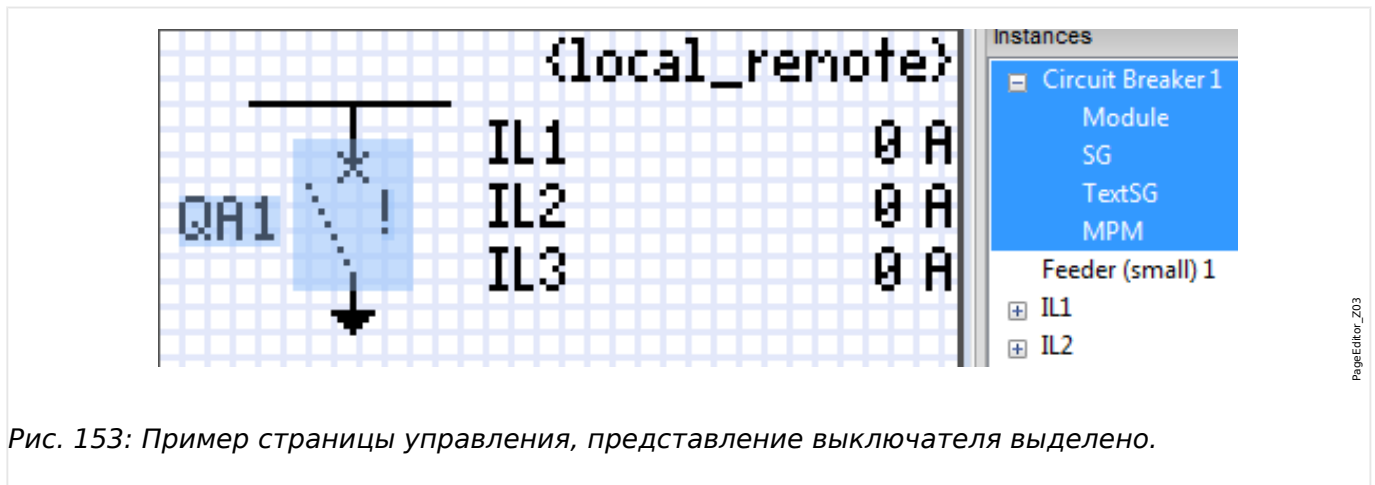 {local_remote}
IL1 0 A
QA1 ! IL2 0 A
IL3 0 A
Instances
Circuit Breaker 1
Module
SG
TextSG
MPM
Feeder (small) 1
IL1
IL2
PageEditor_Z03
Рис. 153: Пример страницы управления, представление выключателя выделено.